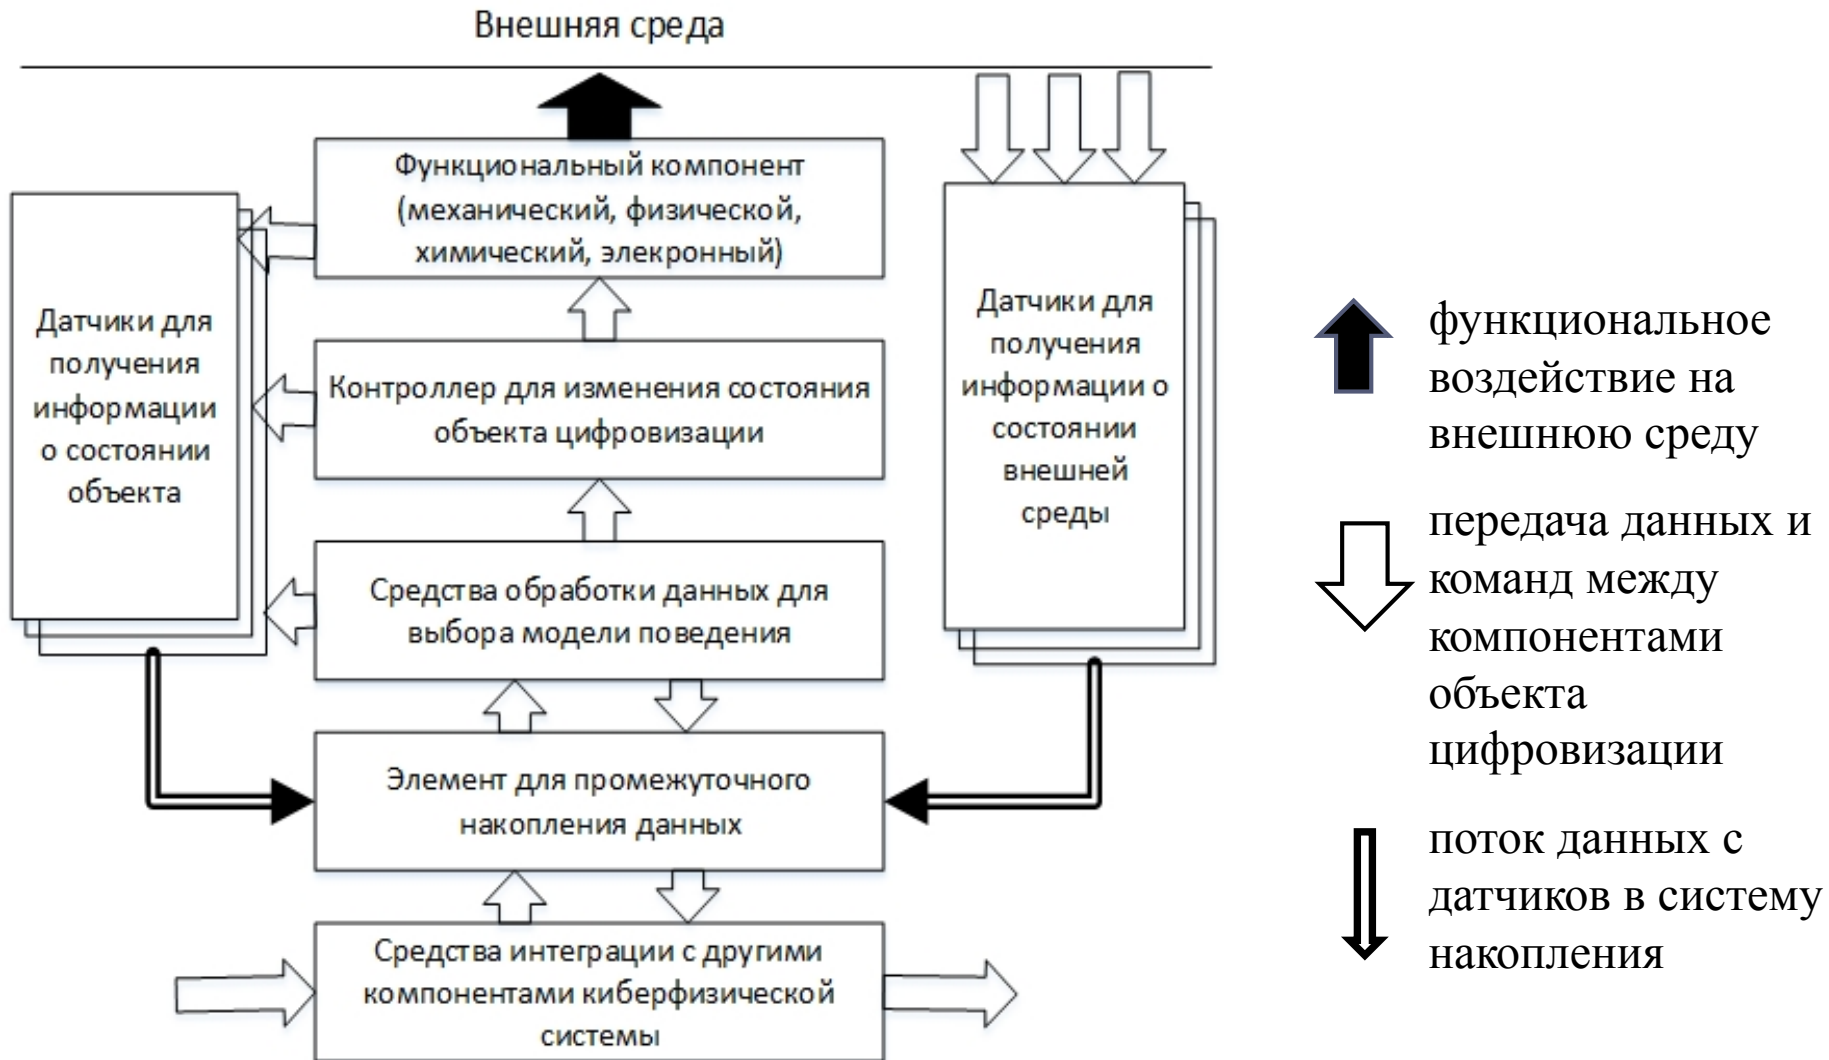 Внешняя среда
Функциональный компонент
(механический, физической,
химический, элекронный)
Датчики для
получения
информации
о состоянии
объекта
Контроллер для изменения состояния
объекта цифровизации
Средства обработки данных для
выбора модели поведения
Элемент для промежуточного
накопления данных
Средства интеграции с другими
компонентами киберфизической
системы
Датчики для
получения
информации о
состоянии
внешней
среды
функциональное
воздействие на
внешнюю среду
передача данных и
команд между
компонентами
объекта
цифровизации
поток данных с
датчиков в систему
накопления